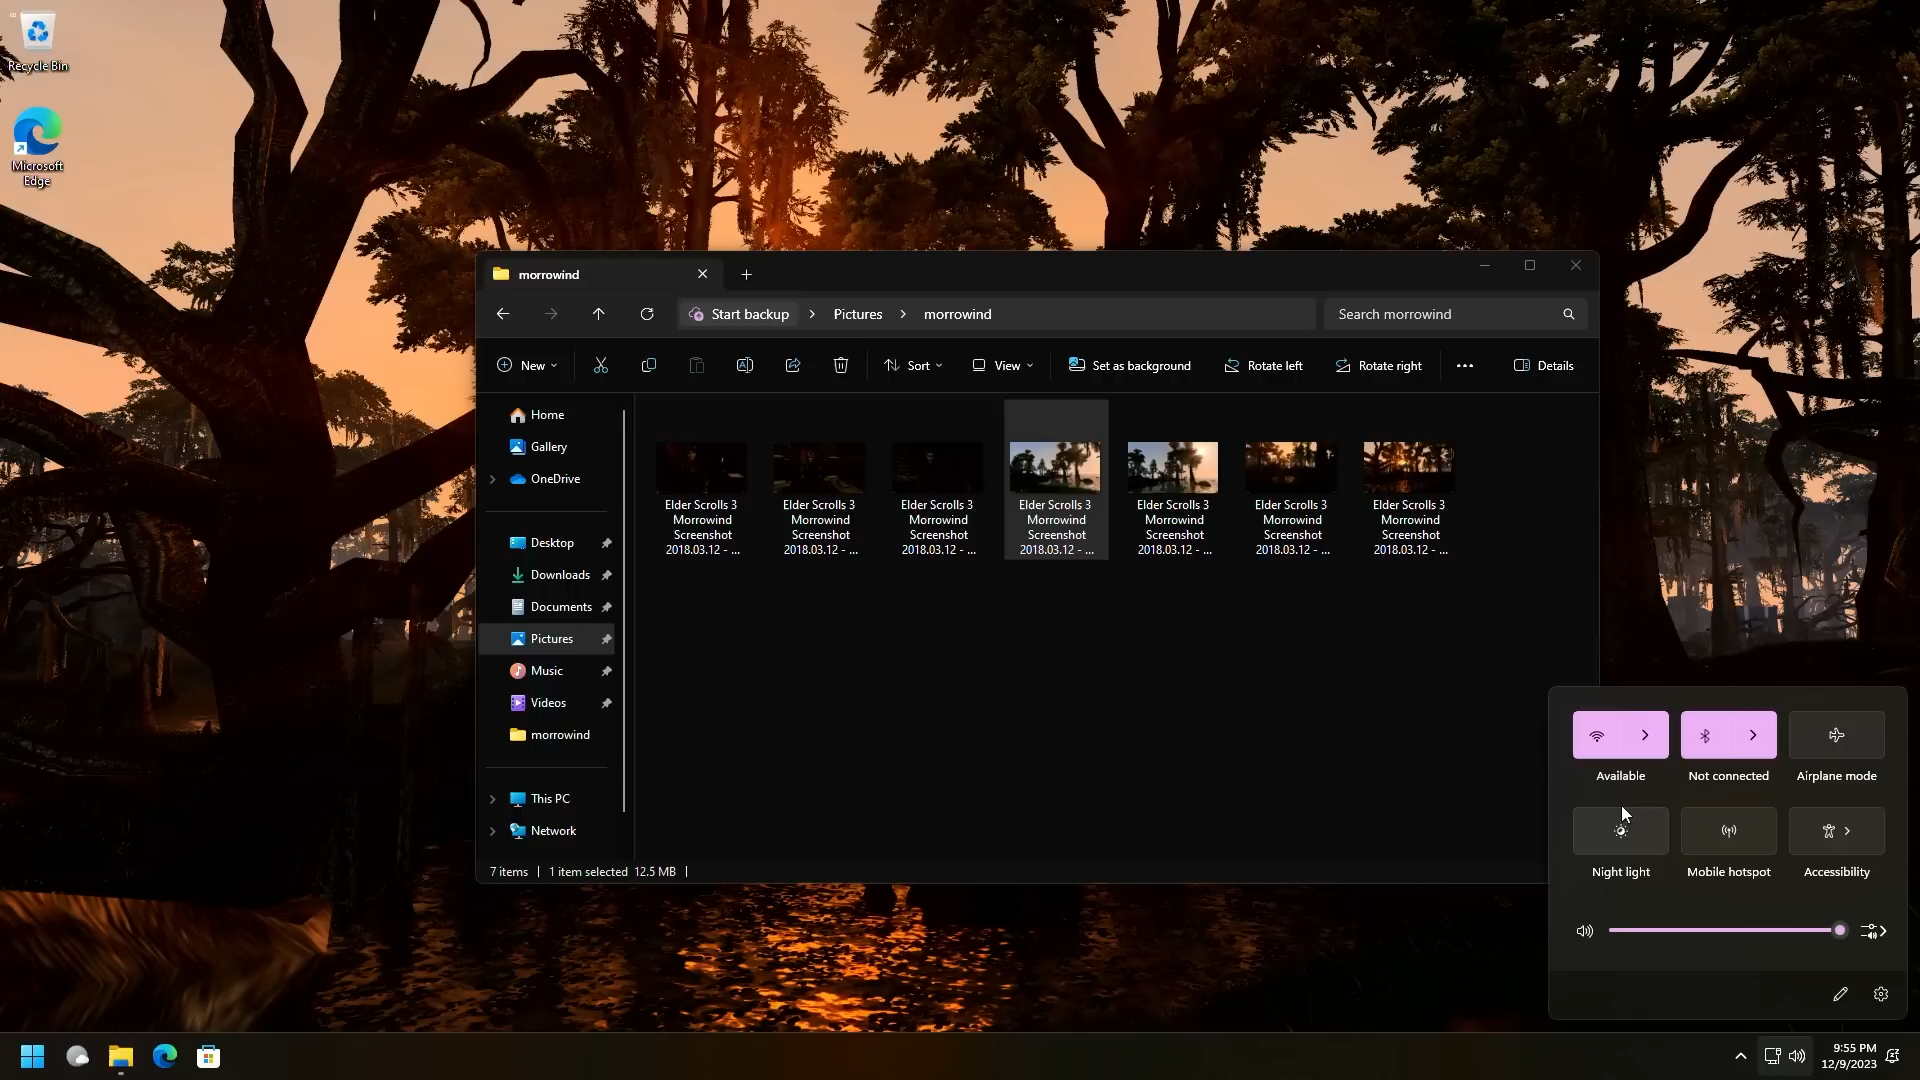 Recycle Bin
Microsoft
Edge
morrowind
Start backup
Pictures
morrowind
Search morrowind
New
Sort
View
Set as background
Rotate left
Rotate right
Details
Home
Gallery
OneDrive
Desktop
Downloads
Documents
Pictures
Music
Videos
morrowind
This PC
Network
Elder Scrolls 3
Morrowind
Screenshot
2018.03.12 - ...
Elder Scrolls 3
Morrowind
Screenshot
2018.03.12 - ...
Elder Scrolls 3
Morrowind
Screenshot
2018.03.12 - ...
Elder Scrolls 3
Morrowind
Screenshot
2018.03.12 - ...
Elder Scrolls 3
Morrowind
Screenshot
2018.03.12 - ...
Elder Scrolls 3
Morrowind
Screenshot
2018.03.12 - ...
Elder Scrolls 3
Morrowind
Screenshot
2018.03.12 - ...
7 items
1 item selected 12.5 MB
Available
Not connected
Airplane mode
Night light
Mobile hotspot
Accessibility
9:55 PM
12/9/2023